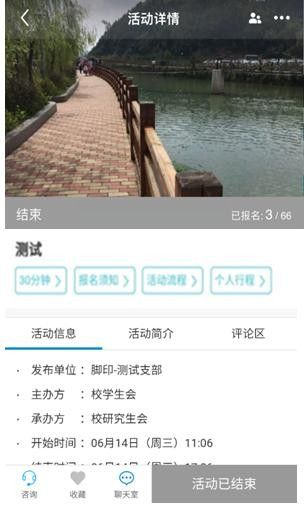 活动详情
结束 已报名: 3 / 66
测试
30分钟 》 报名须知 》 活动流程 》 个人行程 》
活动信息 活动简介 评论区
· 发布单位：脚印-测试支部
· 主办方 ：校学生会
· 承办方 ：校研究生会
· 开始时间：06月14日（周三）11:06
咨询 收藏 聊天室 活动已结束